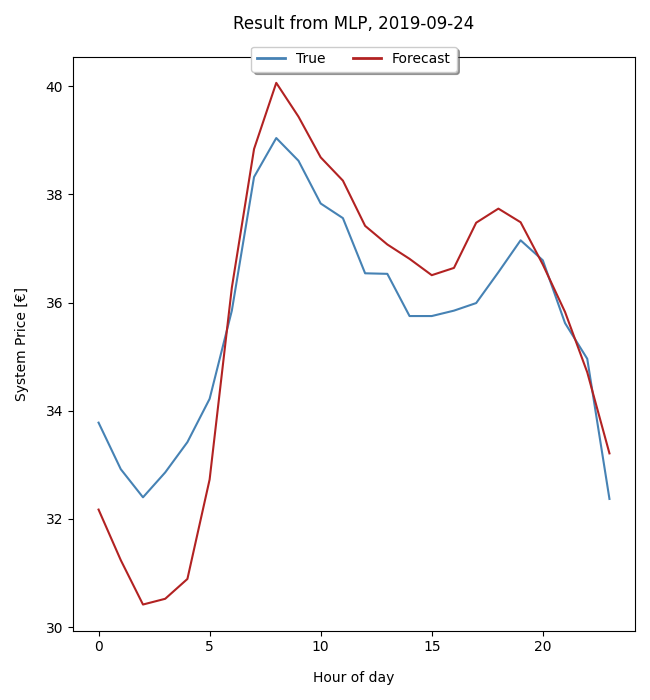 Result from MLP, 2019-09-24
True Forecast
40
38
36
34
32
30
System Price [€]
0 5 10 15 20
Hour of day